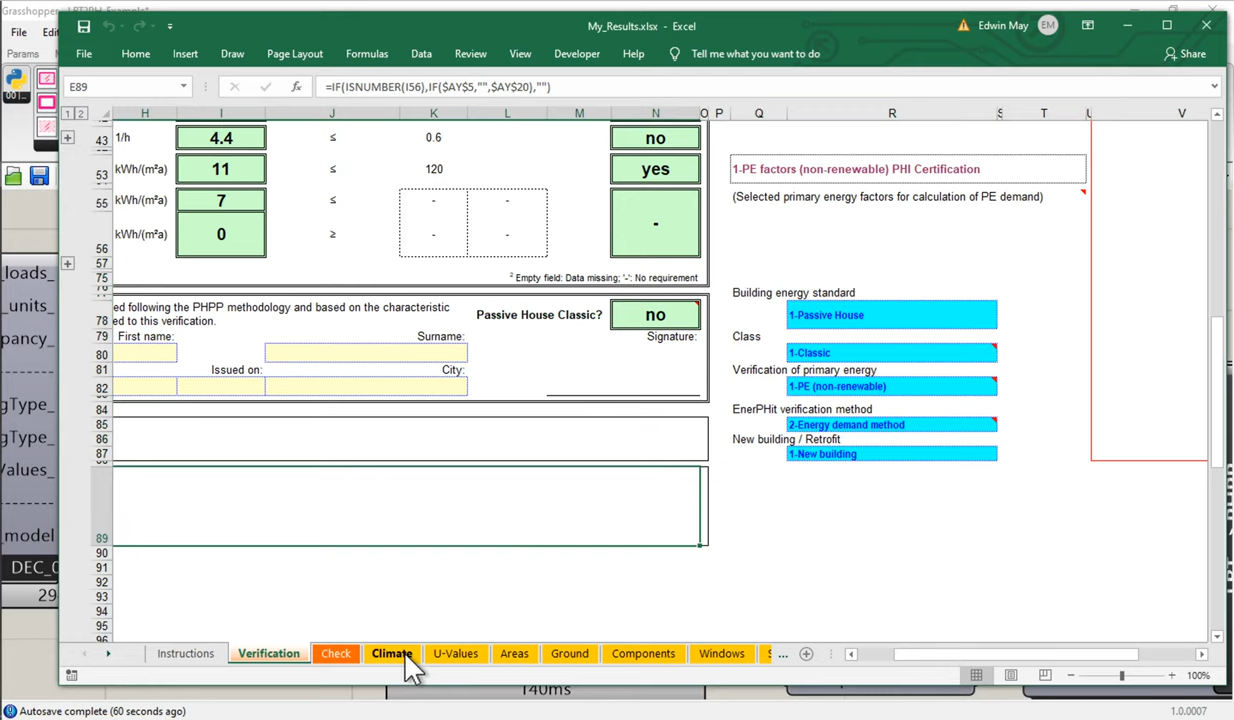 Grasshopper
My_Results.xlsx - Excel
Edwin May
EM
File
File
Home
Insert
Draw
Page Layout
Formulas
Data
Review
View
Developer
Help
Tell me what you want to do
Share
Params
E89
=IF(ISNUMBER(I56),IF($AY$5,"",$AY$20),"")
1 2
H I J K L M N O P Q R S T U V
43 1/h 4.4 ≤ 0.6 no
53 kWh/(m²a) 11 ≤ 120 yes
1-PE factors (non-renewable) PHI Certification
55 kWh/(m²a) 7 ≤ - -
(Selected primary energy factors for calculation of PE demand)
-
56 kWh/(m²a) 0 ≥ - -
57
75 ² Empty field: Data missing; '-': No requirement
Building energy standard
78 ed following the PHPP methodology and based on the characteristic
ed to this verification.
Passive House Classic? no
1-Passive House
79 First name: Surname: Signature:
Class
80
1-Classic
81 Issued on: City:
Verification of primary energy
82
1-PE (non-renewable)
84
EnerPHit verification method
85
2-Energy demand method
86
New building / Retrofit
87
1-New building
89
90
91
92
93
94
95
96
_loads_
_units_
pancy_
gType_
gType_
Values_
_model
DEC_0
29
Instructions
Verification
Check
Climate
U-Values
Areas
Ground
Components
Windows
S
...
100%
140ms
Autosave complete (60 seconds ago)
1.0.0007